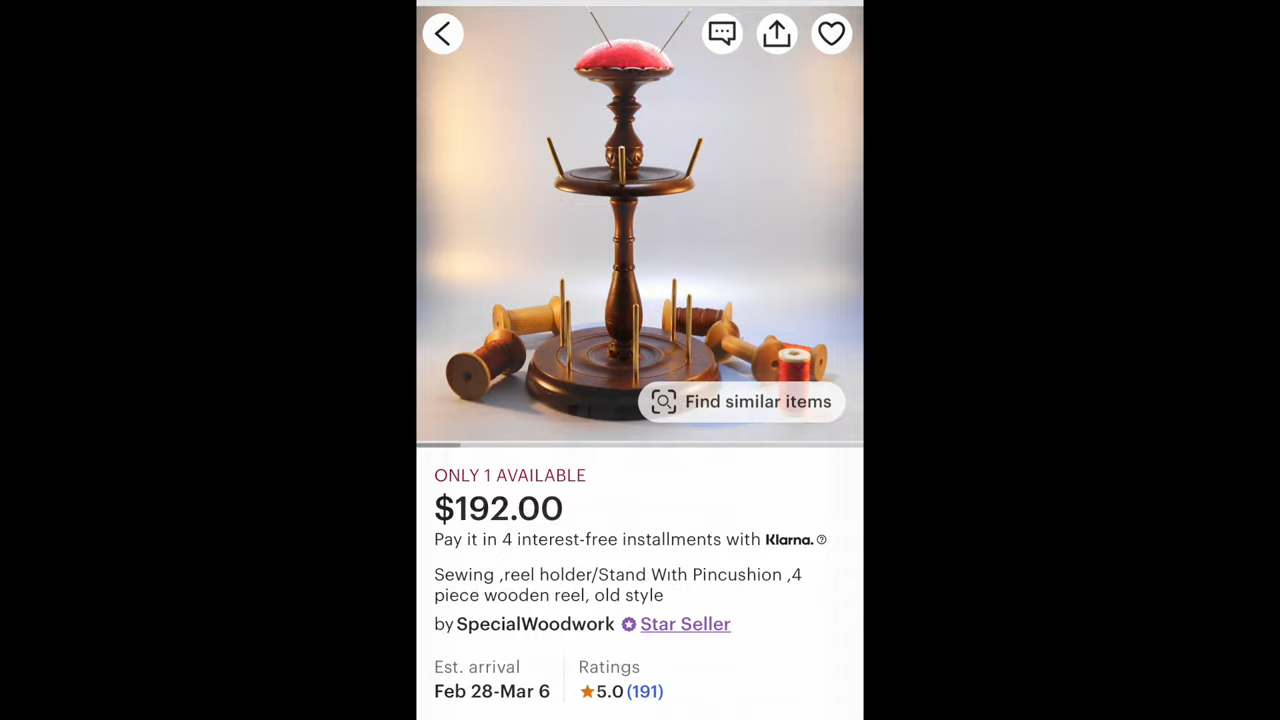 Find similar items
ONLY 1 AVAILABLE
$192.00
Pay it in 4 interest-free installments with Klarna.
Sewing ,reel holder/Stand With Pincushion ,4
piece wooden reel, old style
by SpecialWoodwork Star Seller
Est. arrival
Feb 28-Mar 6
Ratings
5.0 (191)